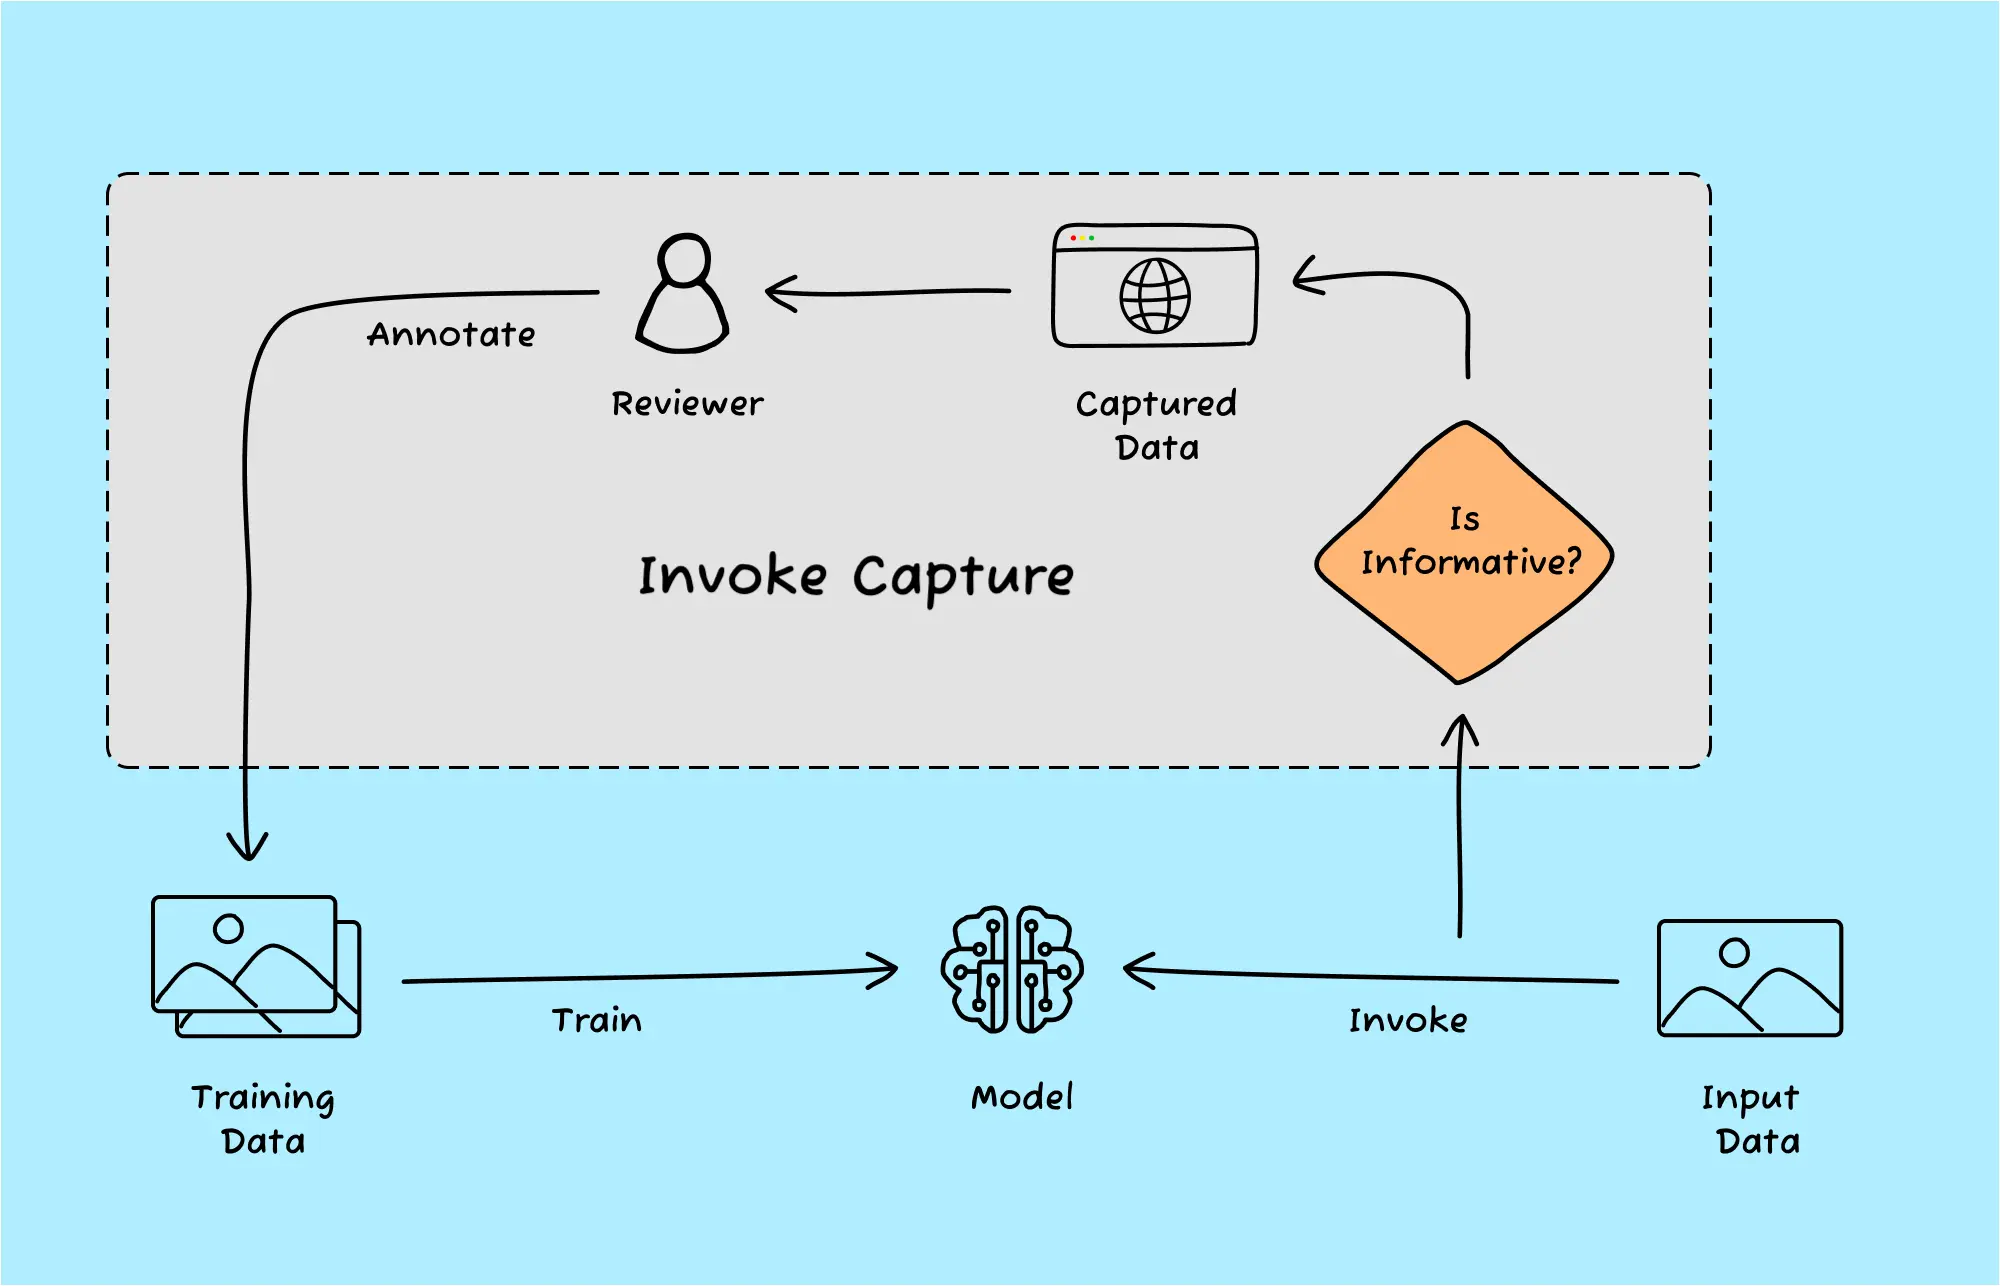 Annotate
Reviewer
Captured
Data
Is
Informative?
Invoke Capture
Train
Invoke
Training
Data
Model
Input
Data